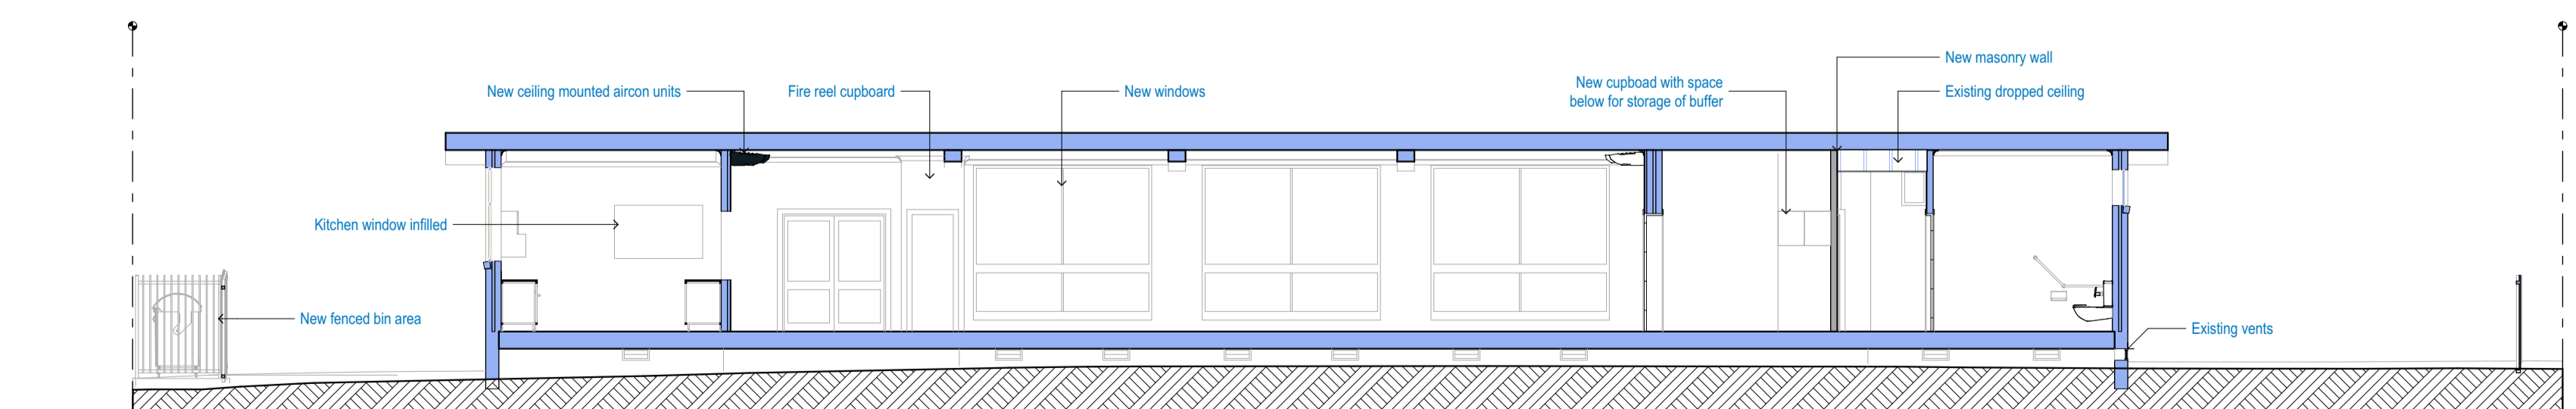 New masonry wall
New ceiling mounted aircon units
Fire reel cupboard
New windows
New cupboad with space
below for storage of buffer
Existing dropped ceiling
Kitchen window infilled
New fenced bin area
Existing vents